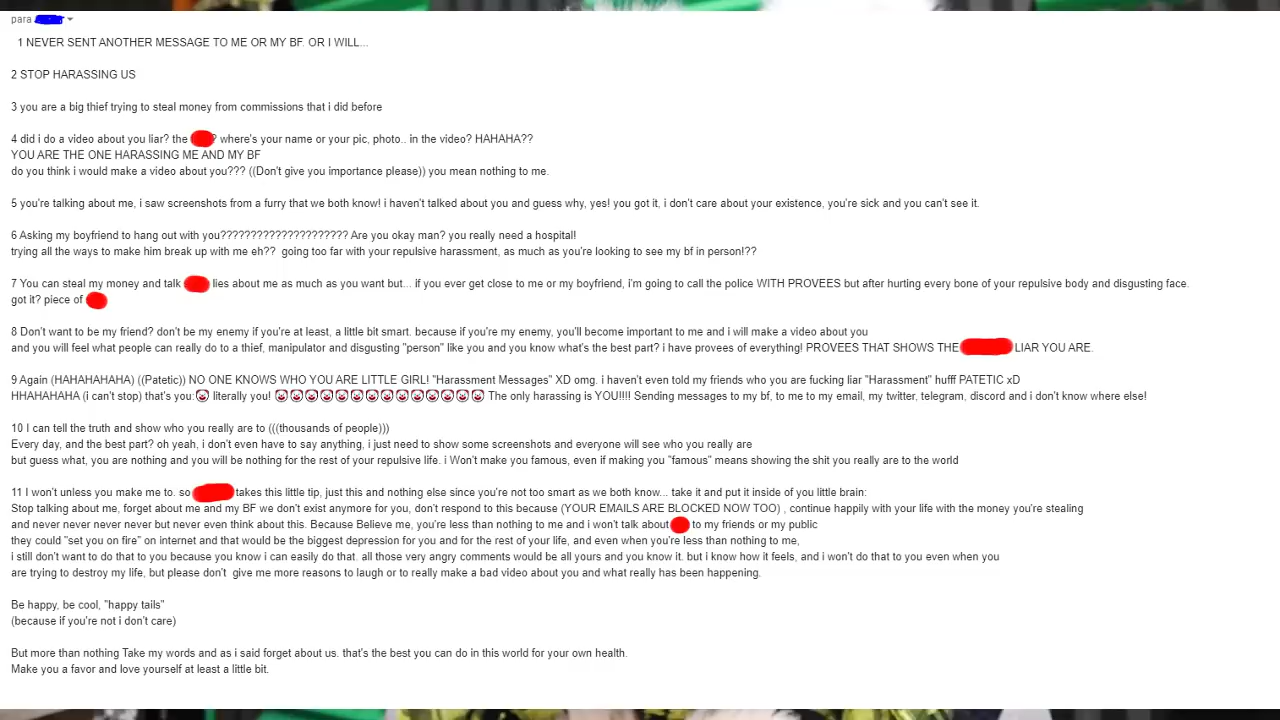 para
1 NEVER SENT ANOTHER MESSAGE TO ME OR MY BF. OR I WILL...
2 STOP HARASSING US
3 you are a big thief trying to steal money from commissions that i did before
4 did i do a video about you liar? the ? where's your name or your pic, photo.. in the video? HAHAHA??
YOU ARE THE ONE HARASSING ME AND MY BF
do you think i would make a video about you??? ((Don't give you importance please)) you mean nothing to me.
5 you're talking about me, i saw screenshots from a furry that we both know! i haven't talked about you and guess why, yes! you got it, i don't care about your existence, you're sick and you can't see it.
6 Asking my boyfriend to hang out with you????????????????????? Are you okay man? you really need a hospital!
trying all the ways to make him break up with me eh?? going too far with your repulsive harassment, as much as you're looking to see my bf in person!??
7 You can steal my money and talk lies about me as much as you want but... if you ever get close to me or my boyfriend, i'm going to call the police WITH PROVEES but after hurting every bone of your repulsive body and disgusting face.
got it? piece of
8 Don't want to be my friend? don't be my enemy if you're at least, a little bit smart. because if you're my enemy, you'll become important to me and i will make a video about you
and you will feel what people can really do to a thief, manipulator and disgusting "person" like you and you know what's the best part? i have provees of everything! PROVEES THAT SHOWS THE LIAR YOU ARE.
9 Again (HAHAHAHAHA) ((Patetic)) NO ONE KNOWS WHO YOU ARE LITTLE GIRL! "Harassment Messages" XD omg. i haven't even told my friends who you are fucking liar "Harassment" hufff PATETIC xD
HHAHAHAHA (i can't stop) that's you:🤡 literally you! 🤡🤡🤡🤡🤡🤡🤡🤡🤡🤡🤡🤡🤡🤡 The only harassing is YOU!!!! Sending messages to my bf, to me to my email, my twitter, telegram, discord and i don't know where else!
10 I can tell the truth and show who you really are to (((thousands of people)))
Every day, and the best part? oh yeah, i don't even have to say anything, i just need to show some screenshots and everyone will see who you really are
but guess what, you are nothing and you will be nothing for the rest of your repulsive life. i Won't make you famous, even if making you "famous" means showing the shit you really are to the world
11 I won't unless you make me to. so takes this little tip, just this and nothing else since you're not too smart as we both know... take it and put it inside of you little brain:
Stop talking about me, forget about me and my BF we don't exist anymore for you, don't respond to this because (YOUR EMAILS ARE BLOCKED NOW TOO) , continue happily with your life with the money you're stealing
and never never never never but never even think about this. Because Believe me, you're less than nothing to me and i won't talk about to my friends or my public
they could "set you on fire" on internet and that would be the biggest depression for you and for the rest of your life, and even when you're less than nothing to me,
i still don't want to do that to you because you know i can easily do that. all those very angry comments would be all yours and you know it. but i know how it feels, and i won't do that to you even when you
are trying to destroy my life, but please don't give me more reasons to laugh or to really make a bad video about you and what really has been happening.
Be happy, be cool, "happy tails"
(because if you're not i don't care)
But more than nothing Take my words and as i said forget about us. that's the best you can do in this world for your own health.
Make you a favor and love yourself at least a little bit.